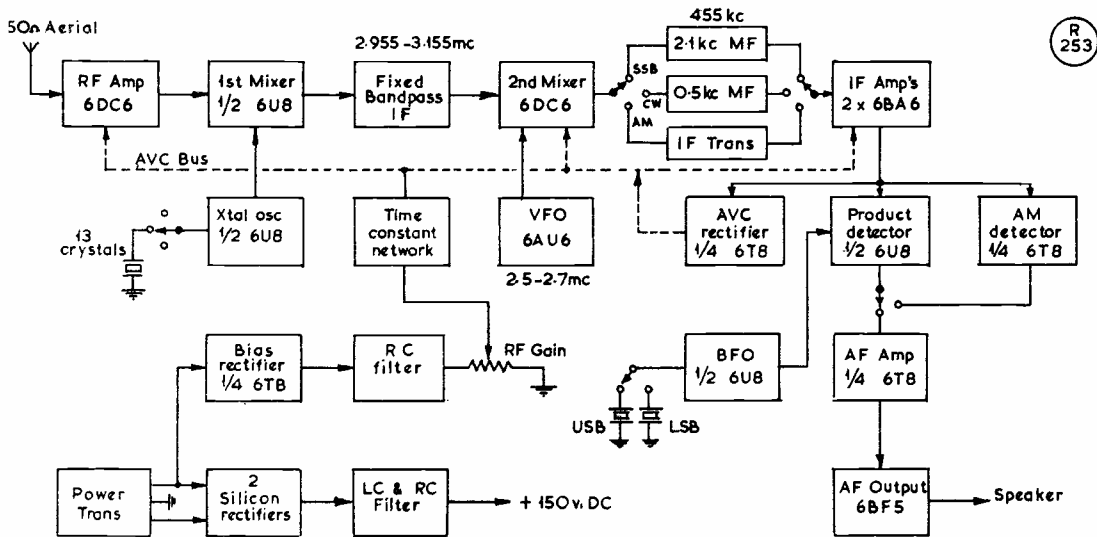 50Ω Aerial
RF Amp
6DC6
1st Mixer
1/2 6U8
2.955-3.155mc
Fixed
Bandpass
IF
2nd Mixer
6DC6
SSB
CW
AM
455kc
2.1kc MF
0.5kc MF
IF Trans
IF Amp's
2 x 6BA6
R
253
AVC Bus
13
crystals
Xtal osc
1/2 6U8
Time
constant
network
VFO
6AU6
2.5-2.7mc
AVC
rectifier
1/4 6T8
Product
detector
1/2 6U8
AM
detector
1/4 6T8
Bias
rectifier
1/4 6T8
RC
filter
RF Gain
BFO
1/2 6U8
USB
LSB
AF Amp
1/4 6T8
Power
Trans
2
Silicon
rectifiers
LC & RC
Filter
+ 150v. DC
AF Output
6BF5
Speaker